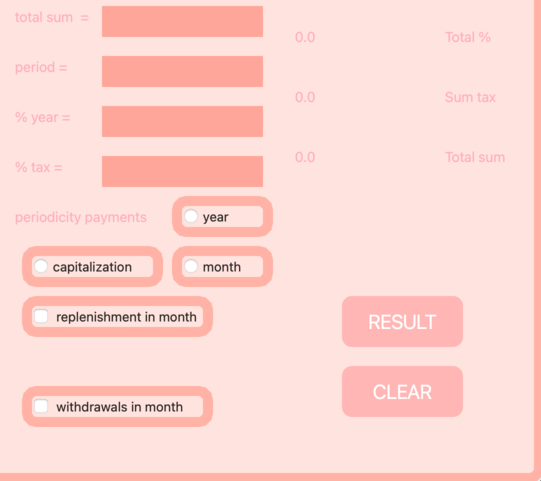 total sum =
0.0 Total %
period =
0.0 Sum tax
% year =
0.0 Total sum
% tax =
periodicity payments year
capitalization month
replenishment in month
RESULT
CLEAR
withdrawals in month